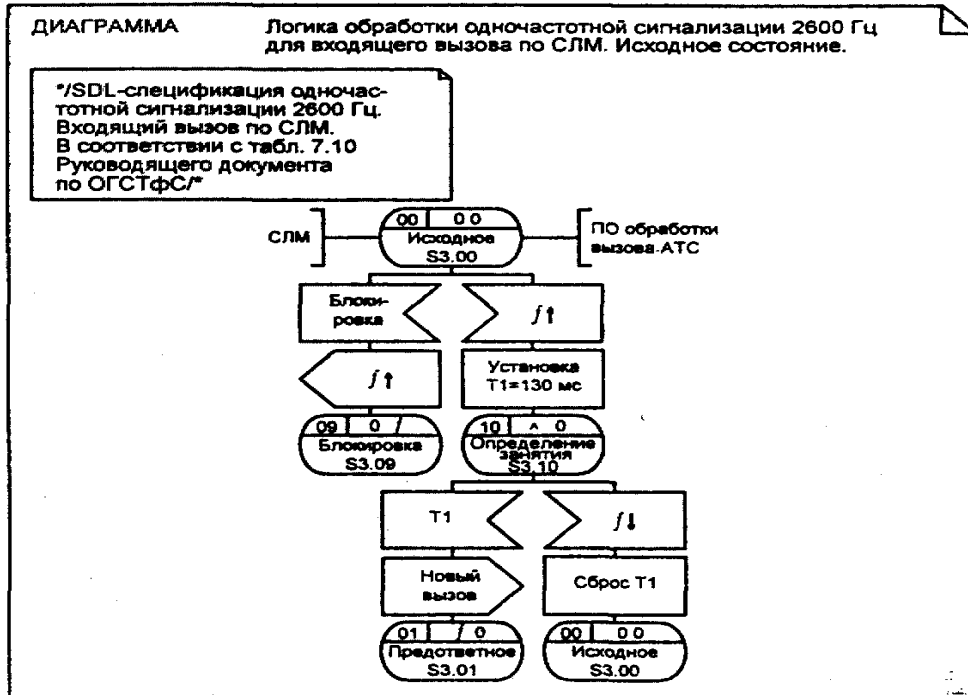 ДИАГРАММА
Логика обработки одночастотной сигнализации 2600 Гц
для входящего вызова по СЛМ. Исходное состояние.
*/SDL-спецификация одночас-
тотной сигнализации 2600 Гц.
Входящий вызов по СЛМ.
В соответствии с табл. 7.10
Руководящего документа
по ОГСТфС/*
СЛМ
00 0 0
Исходное
S3.00
ПО обработки
вызова-АТС
Блоки-
ровка
f↑
f↑
Установка
T1=130 мс
09 0 /
Блокировка
S3.09
10 ^ 0
Определение
занятия
S3.10
T1
f↓
Новый
вызов
Сброс T1
01 / 0
Предответное
S3.01
00 0 0
Исходное
S3.00